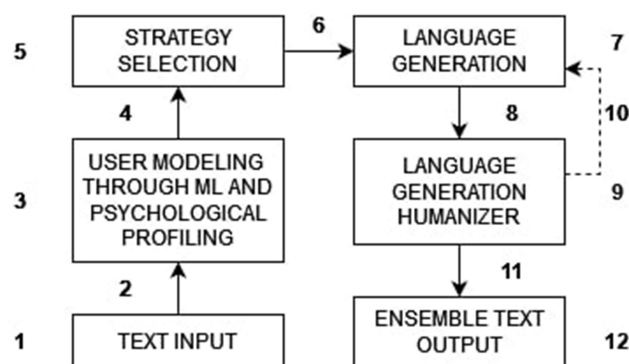 5
STRATEGY
SELECTION
6
LANGUAGE
GENERATION
7
4
8
10
3
USER MODELING
THROUGH ML AND
PSYCHOLOGICAL
PROFILING
LANGUAGE
GENERATION
HUMANIZER
9
2
11
1
TEXT INPUT
ENSEMBLE TEXT
OUTPUT
12